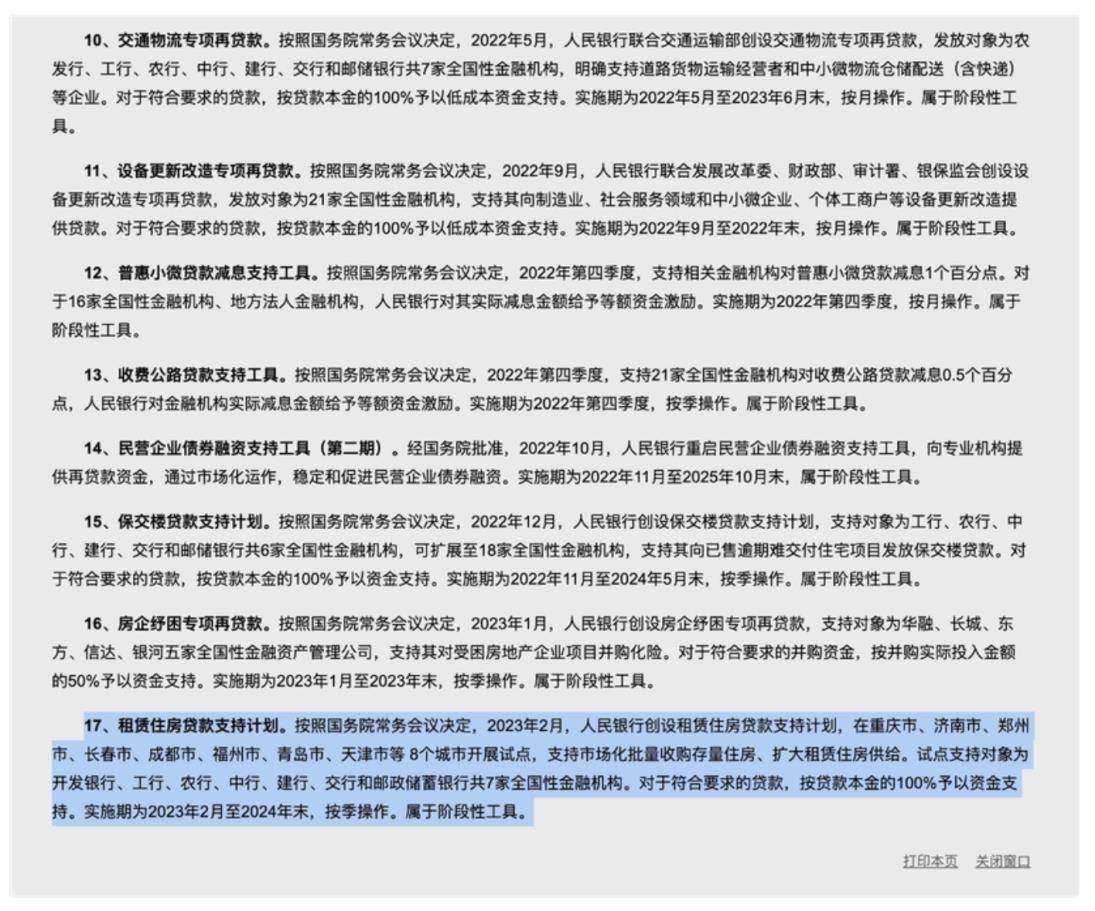 10、交通物流专项再贷款。按照国务院常务会议决定，2022年5月，人民银行联合交通运输部创设交通物流专项再贷款，发放对象为农
发行、工行、农行、中行、建行、交行和邮储银行共7家全国性金融机构，明确支持道路货物运输经营者和中小微物流仓储配送（含快递）
等企业。对于符合要求的贷款，按贷款本金的100%予以低成本资金支持。实施期为2022年5月至2023年6月末，按月操作。属于阶段性工
具。
11、设备更新改造专项再贷款。按照国务院常务会议决定，2022年9月，人民银行联合发展改革委、财政部、审计署、银保监会创设设
备更新改造专项再贷款，发放对象为21家全国性金融机构，支持其向制造业、社会服务领域和中小微企业、个体工商户等设备更新改造提
供贷款。对于符合要求的贷款，按贷款本金的100%予以低成本资金支持。实施期为2022年9月至2022年末，按月操作。属于阶段性工具。
12、普惠小微贷款减息支持工具。按照国务院常务会议决定，2022年第四季度，支持相关金融机构对普惠小微贷款减息1个百分点。对
于16家全国性金融机构、地方法人金融机构，人民银行对其实际减息金额给予等额资金激励。实施期为2022年第四季度，按月操作。属于
阶段性工具。
13、收费公路贷款支持工具。按照国务院常务会议决定，2022年第四季度，支持21家全国性金融机构对收费公路贷款减息0.5个百分
点，人民银行对金融机构实际减息金额给予等额资金激励。实施期为2022年第四季度，按季操作。属于阶段性工具。
14、民营企业债券融资支持工具（第二期）。经国务院批准，2022年10月，人民银行重启民营企业债券融资支持工具，向专业机构提
供再贷款资金，通过市场化运作，稳定和促进民营企业债券融资。实施期为2022年11月至2025年10月末，属于阶段性工具。
15、保交楼贷款支持计划。按照国务院常务会议决定，2022年12月，人民银行创设保交楼贷款支持计划，支持对象为工行、农行、中
行、建行、交行和邮储银行共6家全国性金融机构，可扩展至18家全国性金融机构，支持其向已售逾期难交付住宅项目发放保交楼贷款。对
于符合要求的贷款，按贷款本金的100%予以资金支持。实施期为2022年11月至2024年5月末，按季操作。属于阶段性工具。
16、房企纾困专项再贷款。按照国务院常务会议决定，2023年1月，人民银行创设房企纾困专项再贷款，支持对象为华融、长城、东
方、信达、银河五家全国性金融资产管理公司，支持其对受困房地产企业项目并购化险。对于符合要求的并购资金，按并购实际投入金额
的50%予以资金支持。实施期为2023年1月至2023年末，按季操作。属于阶段性工具。
17、租赁住房贷款支持计划。按照国务院常务会议决定，2023年2月，人民银行创设租赁住房贷款支持计划，在重庆市、济南市、郑州
市、长春市、成都市、福州市、青岛市、天津市等 8个城市开展试点，支持市场化批量收购存量住房、扩大租赁住房供给。试点支持对象为
开发银行、工行、农行、中行、建行、交行和邮政储蓄银行共7家全国性金融机构。对于符合要求的贷款，按贷款本金的100%予以资金支
持。实施期为2023年2月至2024年末，按季操作。属于阶段性工具。
打印本页 关闭窗口